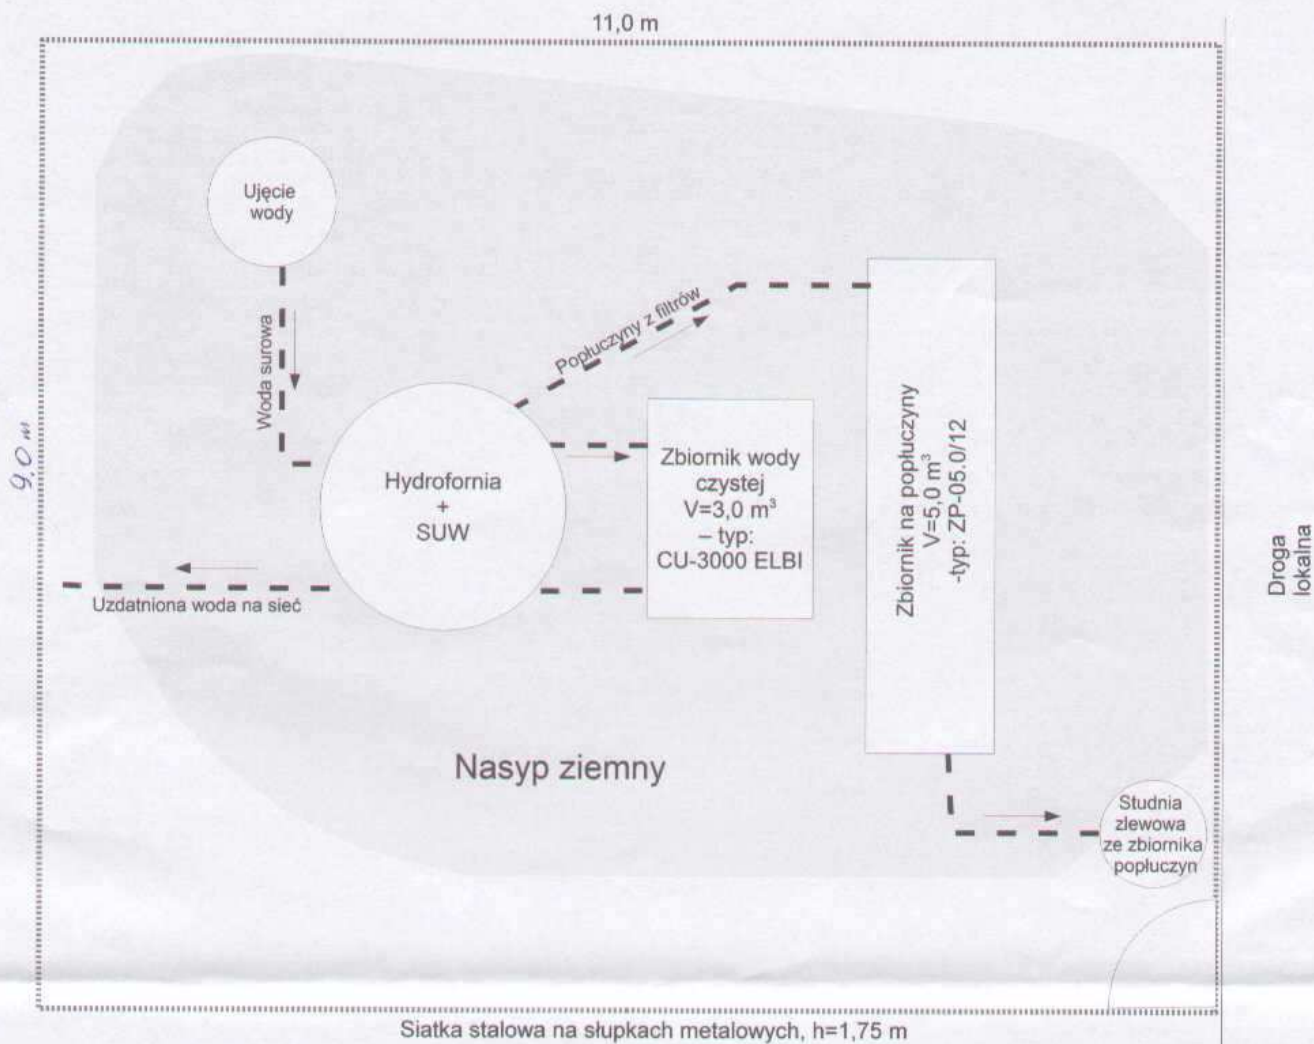 11,0 m
Ujęcie
wody
Woda surowa
Popłuczyny z filtrów
9,0 m
Hydrofornia
+
SUW
Zbiornik wody
czystej
V=3,0 m³
– typ:
CU-3000 ELBI
Zbiornik na popłuczyny
V=5,0 m³
-typ: ZP-05.0/12
Droga
lokalna
Uzdatniona woda na sieć
Nasyp ziemny
Studnia
zlewowa
ze zbiornika
popłuczyn
Siatka stalowa na słupkach metalowych, h=1,75 m